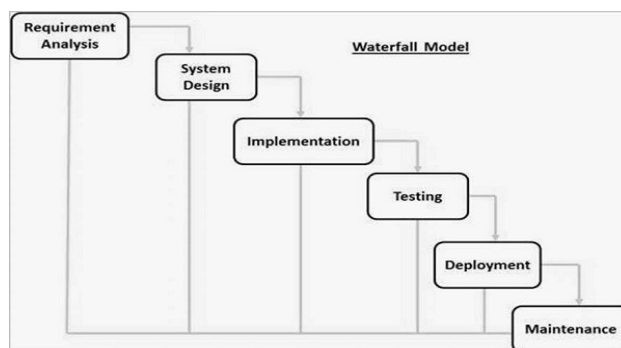 Requirement
Analysis
Waterfall Model
System
Design
Implementation
Testing
Deployment
Maintenance